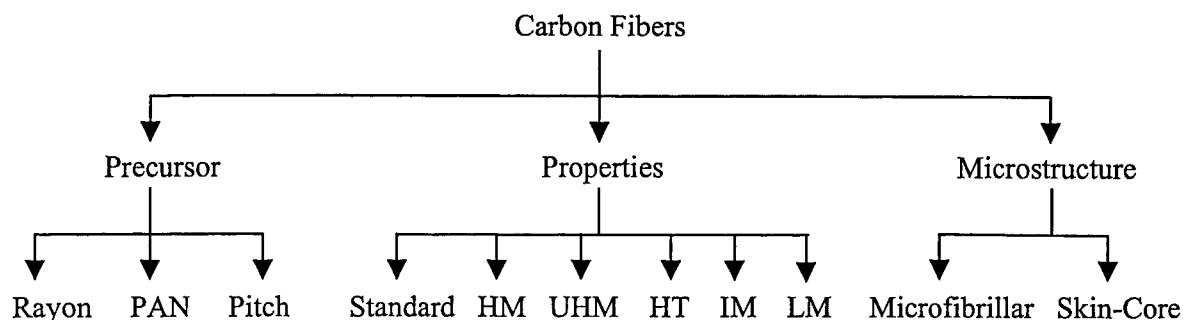 Carbon Fibers
Precursor Properties Microstructure
Rayon PAN Pitch Standard HM UHM HT IM LM Microfibrillar Skin-Core